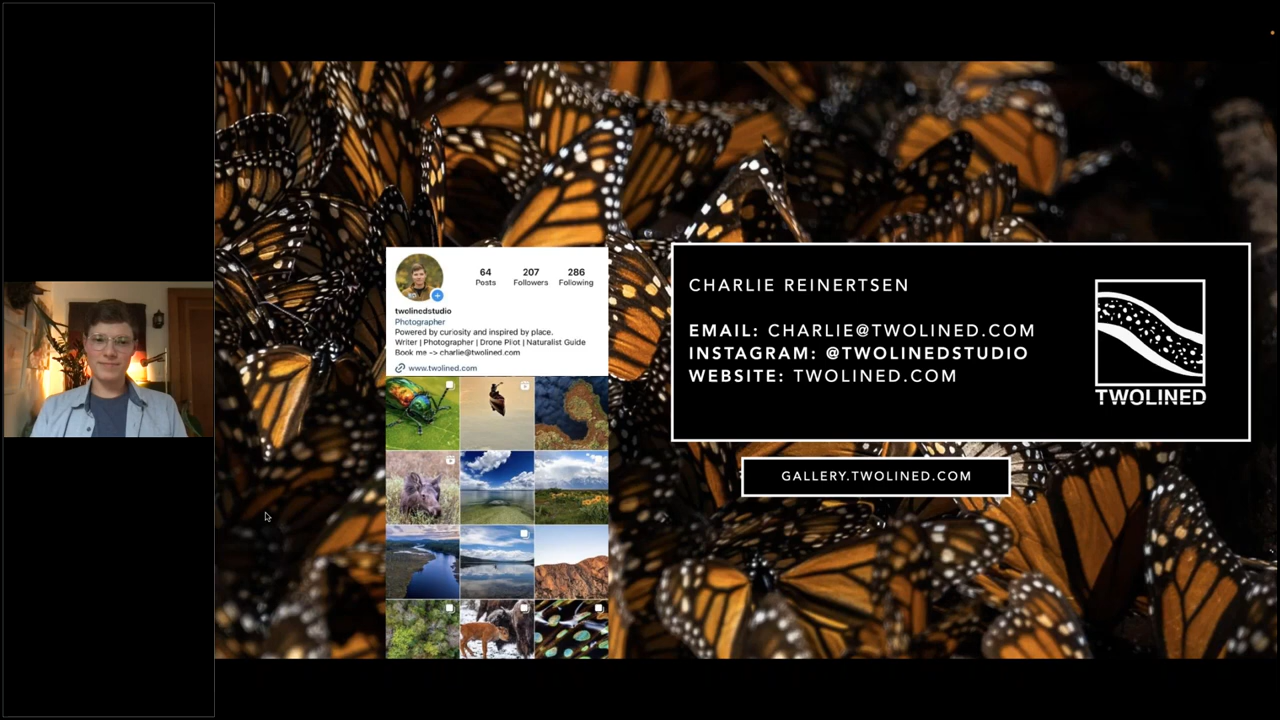 64 207 286
Posts Followers Following
twolinedstudio
Photographer
Powered by curiosity and inspired by place.
Writer | Photographer | Drone Pilot | Naturalist Guide
Book me ~> charlie@twolined.com
www.twolined.com
CHARLIE REINERTSEN
EMAIL: CHARLIE@TWOLINED.COM
INSTAGRAM: @TWOLINEDSTUDIO
WEBSITE: TWOLINED.COM
TWOLINED
GALLERY.TWOLINED.COM